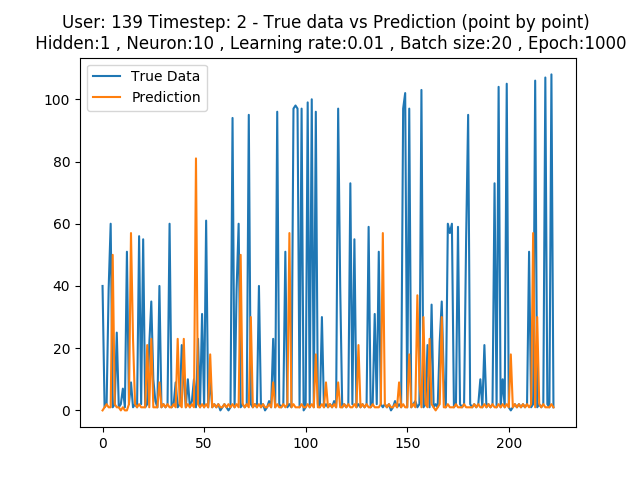 User: 139 Timestep: 2 - True data vs Prediction (point by point)
Hidden:1 , Neuron:10 , Learning rate:0.01 , Batch size:20 , Epoch:1000
True Data
Prediction
100
80
60
40
20
0
0 50 100 150 200